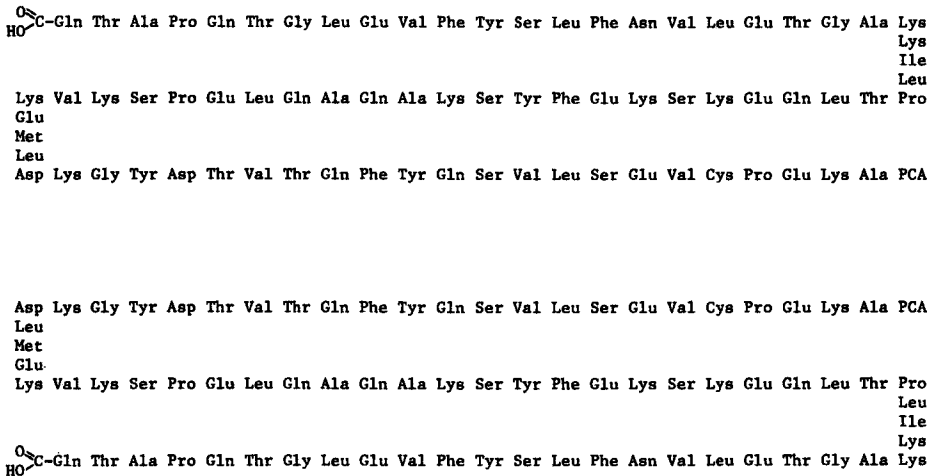 O
HO C-Gln Thr Ala Pro Gln Thr Gly Leu Glu Val Phe Tyr Ser Leu Phe Asn Val Leu Glu Thr Gly Ala Lys
Lys
Ile
Leu
Lys Val Lys Ser Pro Glu Leu Gln Ala Gln Ala Lys Ser Tyr Phe Glu Lys Ser Lys Glu Gln Leu Thr Pro
Glu
Met
Leu
Asp Lys Gly Tyr Asp Thr Val Thr Gln Phe Tyr Gln Ser Val Leu Ser Glu Val Cys Pro Glu Lys Ala PCA
Asp Lys Gly Tyr Asp Thr Val Thr Gln Phe Tyr Gln Ser Val Leu Ser Glu Val Cys Pro Glu Lys Ala PCA
Leu
Met
Glu
Lys Val Lys Ser Pro Glu Leu Gln Ala Gln Ala Lys Ser Tyr Phe Glu Lys Ser Lys Glu Gln Leu Thr Pro
Leu
Ile
Lys
O
HO C-Gln Thr Ala Pro Gln Thr Gly Leu Glu Val Phe Tyr Ser Leu Phe Asn Val Leu Glu Thr Gly Ala Lys